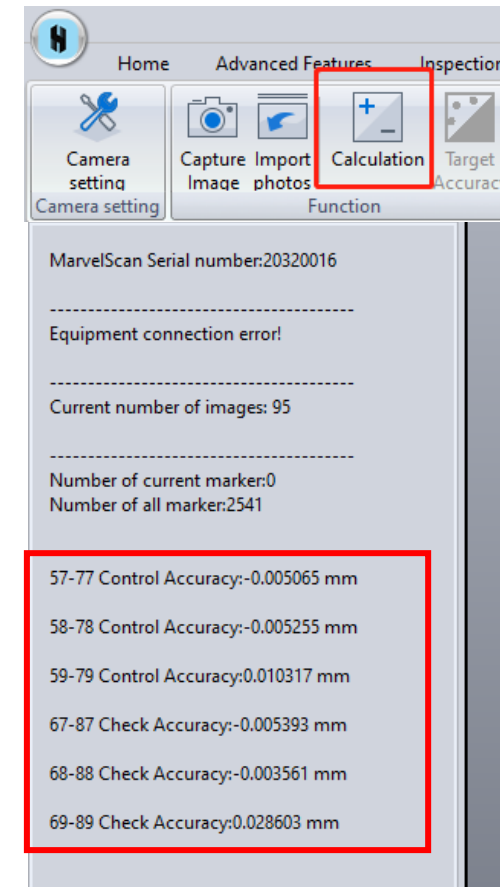 Home Advanced Features Inspection
Camera setting
Capture Image
Import photos
Calculation
Target
Camera setting
Function
MarvelScan Serial number:20320016
----------------------------------------
Equipment connection error!
----------------------------------------
Current number of images: 95
----------------------------------------
Number of current marker:0
Number of all marker:2541
57-77 Control Accuracy:-0.005065 mm
58-78 Control Accuracy:-0.005255 mm
59-79 Control Accuracy:0.010317 mm
67-87 Check Accuracy:-0.005393 mm
68-88 Check Accuracy:-0.003561 mm
69-89 Check Accuracy:0.028603 mm